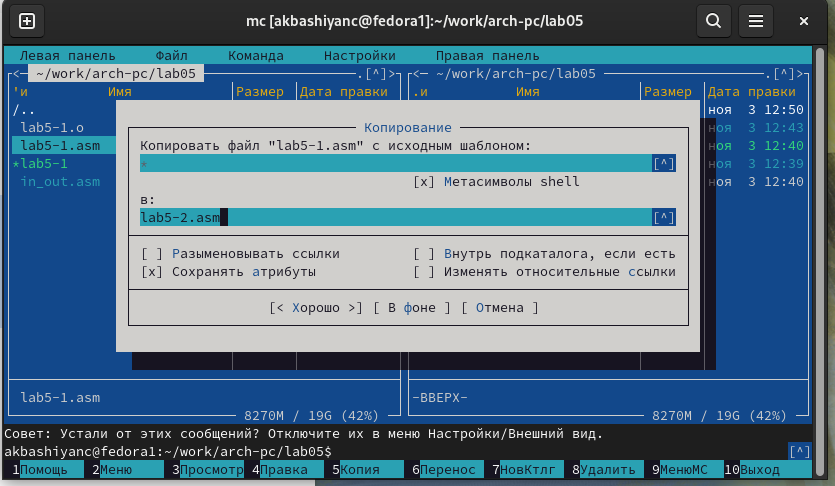 mc [akbashiyanc@fedora1]:~/work/arch-pc/lab05
Левая панель Файл Команда Настройки Правая панель
<— ~/work/arch-pc/lab05 .[^]> <— ~/work/arch-pc/lab05 .[^]>
'и Имя Размер Дата правки .и Имя Размер Дата правки
/.. ноя 3 12:50
lab5-1.o ноя 3 12:43
lab5-1.asm ноя 3 12:40
*lab5-1 ноя 3 12:39
in_out.asm ноя 3 12:40
Копирование
Копировать файл "lab5-1.asm" с исходным шаблоном:
* [^]
[x] Метасимволы shell
в:
lab5-2.asm [^]
[ ] Разыменовывать ссылки [ ] Внутрь подкаталога, если есть
[x] Сохранять атрибуты [ ] Изменять относительные ссылки
[< Хорошо >] [ В фоне ] [ Отмена ]
lab5-1.asm -ВВЕРХ-
8270M / 19G (42%) 8270M / 19G (42%)
Совет: Устали от этих сообщений? Отключите их в меню Настройки/Внешний вид.
akbashiyanc@fedora1:~/work/arch-pc/lab05$ [^]
1Помощь 2Меню 3Просмотр 4Правка 5Копия 6Перенос 7НовКтлг 8Удалить 9МенюMC 10Выход